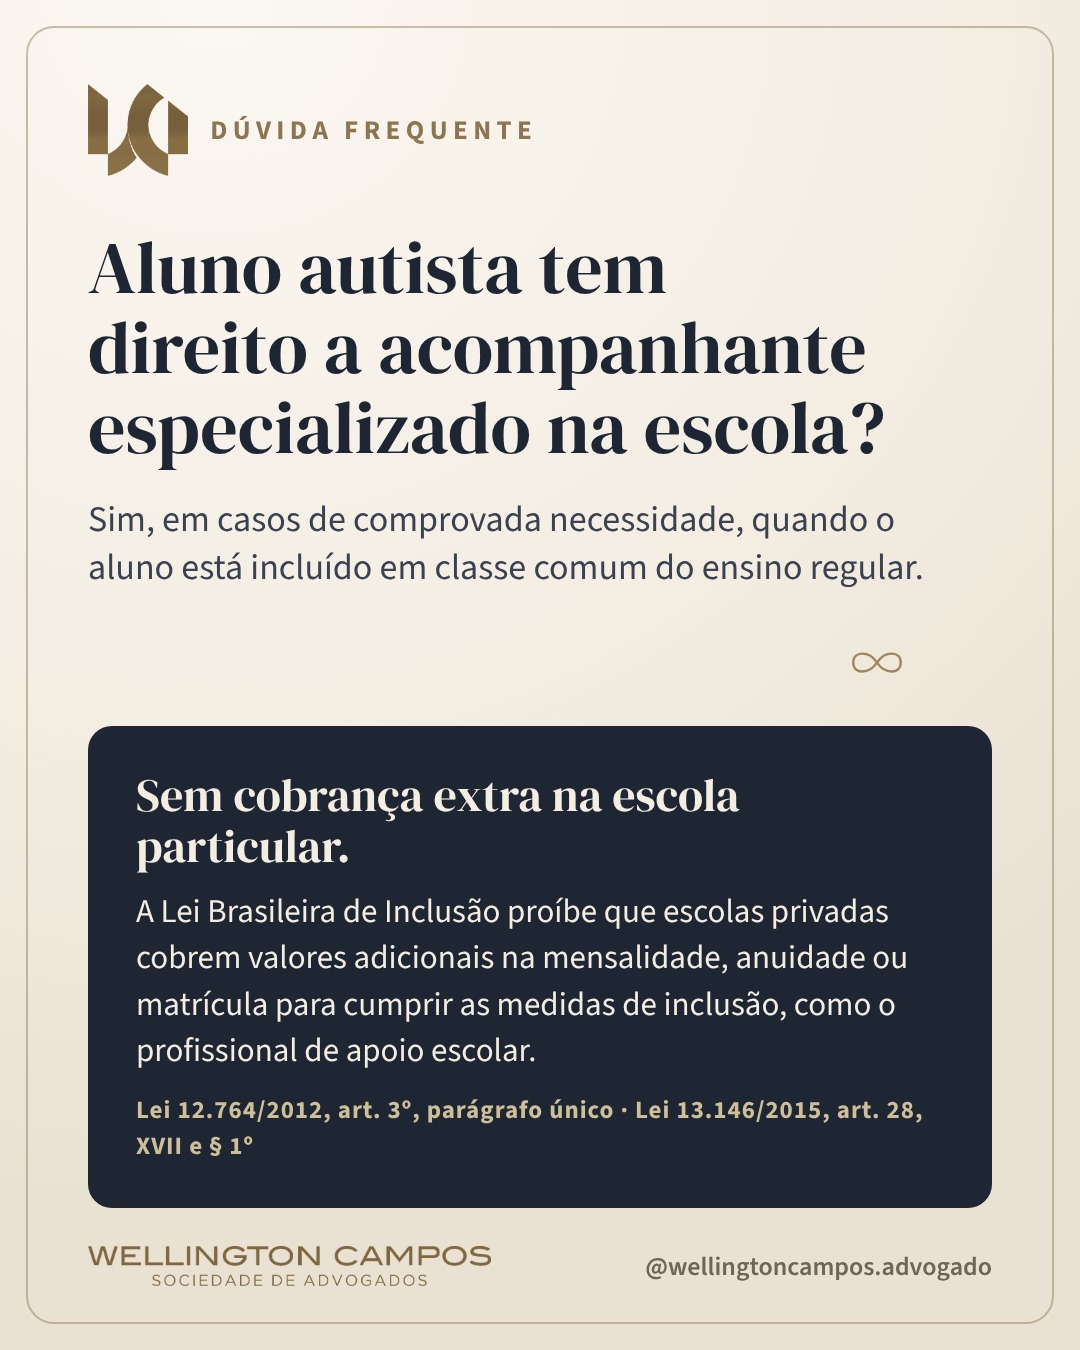 DÚVIDA FREQUENTE
Aluno autista tem
direito a acompanhante
especializado na escola?
Sim, em casos de comprovada necessidade, quando o
aluno está incluído em classe comum do ensino regular.
Sem cobrança extra na escola
particular.
A Lei Brasileira de Inclusão proíbe que escolas privadas
cobrem valores adicionais na mensalidade, anuidade ou
matrícula para cumprir as medidas de inclusão, como o
profissional de apoio escolar.
Lei 12.764/2012, art. 3º, parágrafo único · Lei 13.146/2015, art. 28,
XVII e § 1º
WELLINGTON CAMPOS
SOCIEDADE DE ADVOGADOS
@wellingtoncampos.advogado